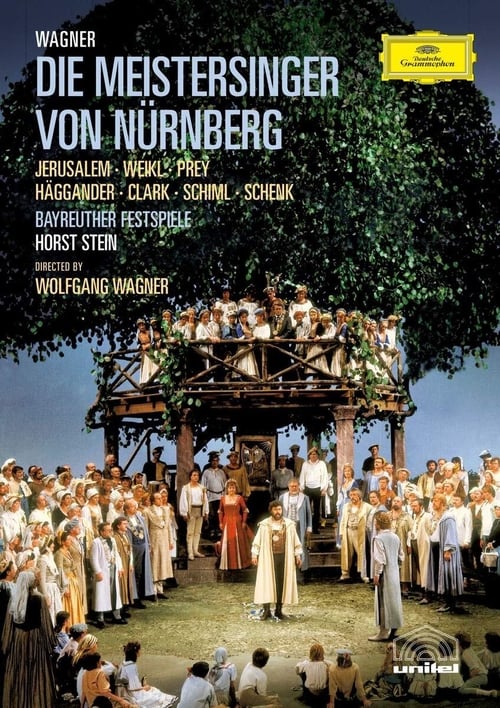 WAGNER
Deutsche
Grammophon
DIE MEISTERSINGER
VON NÜRNBERG
JERUSALEM · WEIKL · PREY
HÄGGANDER · CLARK · SCHIML · SCHENK
BAYREUTHER FESTSPIELE
HORST STEIN
DIRECTED BY
WOLFGANG WAGNER
unitel